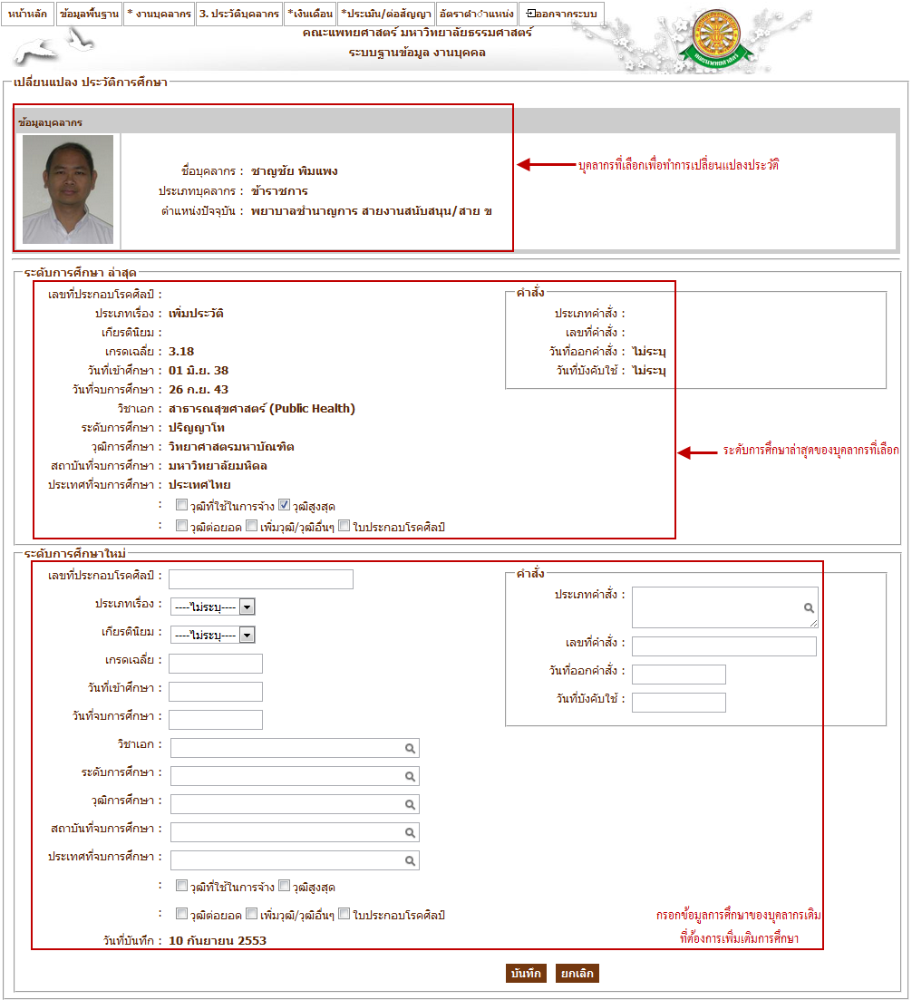 หน้าหลัก ข้อมูลพื้นฐาน * งานบุคลากร 3. ประวัติบุคลากร *เงินเดือน *ประเมิน/ต่อสัญญา อัตราตำแหน่ง ออกจากระบบ
คณะแพทยศาสตร์ มหาวิทยาลัยธรรมศาสตร์
ระบบฐานข้อมูล งานบุคคล
เปลี่ยนแปลง ประวัติการศึกษา
ข้อมูลบุคลากร
ชื่อบุคลากร : ชาญชัย พิมแพง
ประเภทบุคลากร : ข้าราชการ
ตำแหน่งปัจจุบัน : พยาบาลชำนาญการ สายงานสนับสนุน/สาย ข
บุคลากรที่เลือกเพื่อทำการเปลี่ยนแปลงประวัติ
ระดับการศึกษา ล่าสุด
เลขที่ประกอบโรคศิลป์ :
ประเภทเรื่อง : เพิ่มประวัติ
เกียรตินิยม :
เกรดเฉลี่ย : 3.18
วันที่เข้าศึกษา : 01 มิ.ย. 38
วันที่จบการศึกษา : 26 ก.ย. 43
วิชาเอก : สาธารณสุขศาสตร์ (Public Health)
ระดับการศึกษา : ปริญญาโท
วุฒิการศึกษา : วิทยาศาสตรมหาบัณฑิต
สถาบันที่จบการศึกษา : มหาวิทยาลัยมหิดล
ประเทศที่จบการศึกษา : ประเทศไทย
: วุฒิที่ใช้ในการจ้าง วุฒิสูงสุด
: วุฒิต่อยอด เพิ่มวุฒิ/วุฒิอื่นๆ ใบประกอบโรคศิลป์
คำสั่ง
ประเภทคำสั่ง :
เลขที่คำสั่ง :
วันที่ออกคำสั่ง : ไม่ระบุ
วันที่บังคับใช้ : ไม่ระบุ
ระดับการศึกษาล่าสุดของบุคลากรที่เลือก
ระดับการศึกษาใหม่
เลขที่ประกอบโรคศิลป์ :
ประเภทเรื่อง : ----ไม่ระบุ----
เกียรตินิยม : ----ไม่ระบุ----
เกรดเฉลี่ย :
วันที่เข้าศึกษา :
วันที่จบการศึกษา :
วิชาเอก :
ระดับการศึกษา :
วุฒิการศึกษา :
สถาบันที่จบการศึกษา :
ประเทศที่จบการศึกษา :
: วุฒิที่ใช้ในการจ้าง วุฒิสูงสุด
: วุฒิต่อยอด เพิ่มวุฒิ/วุฒิอื่นๆ ใบประกอบโรคศิลป์
วันที่บันทึก : 10 กันยายน 2553
คำสั่ง
ประเภทคำสั่ง :
เลขที่คำสั่ง :
วันที่ออกคำสั่ง :
วันที่บังคับใช้ :
กรอกข้อมูลการศึกษาของบุคลากรเดิม
ที่ต้องการเพิ่มเติมการศึกษา
บันทึก ยกเลิก